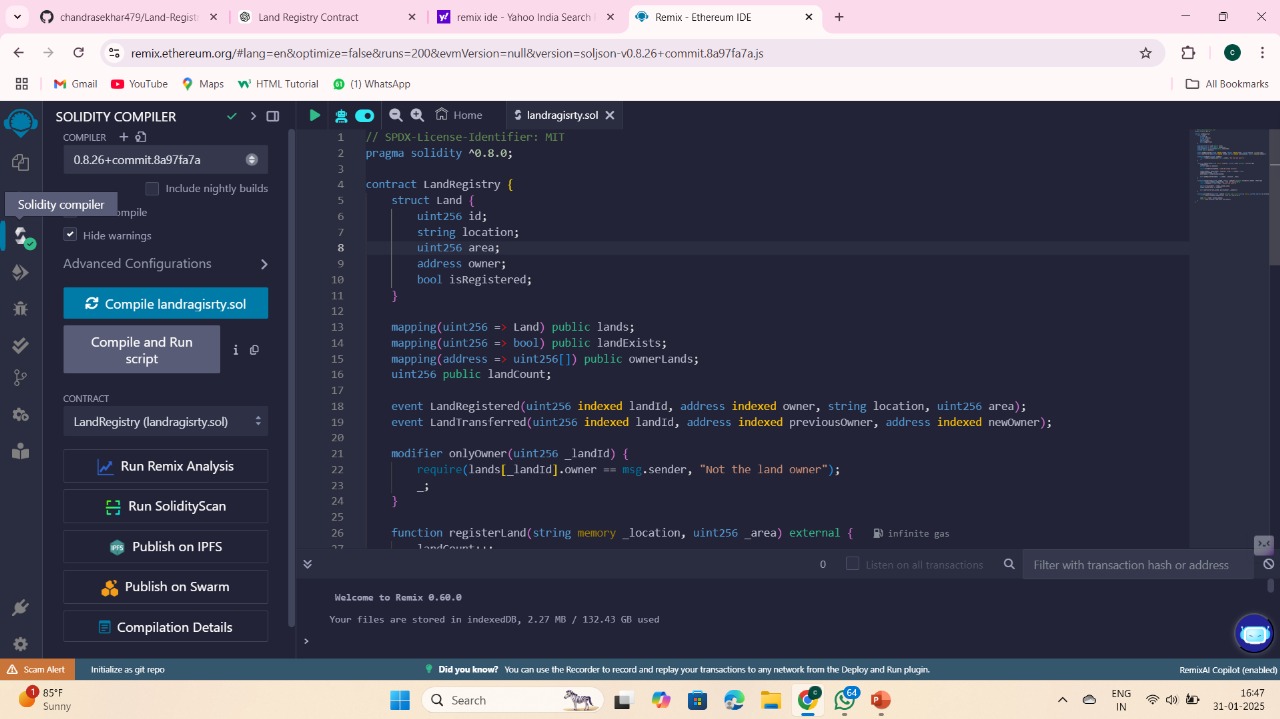 chandrashekhar479/landragistry
Land Registry Contract
remix ide - Yahoo India Search
Remix - Ethereum IDE
remix.ethereum.org/#lang=en&optimize=false&runs=200&evmVersion=null&version=soljson-v0.8.26+commit.8a97fa7a.js
C
Gmail
YouTube
Maps
HTML Tutorial
(1) WhatsApp
All Bookmarks
SOLIDITY COMPILER
COMPILER
0.8.26+commit.8a97fa7a
Include nightly builds
Solidity compiler
Hide warnings
Advanced Configurations
Compile landragisrty.sol
Compile and Run script
CONTRACT
LandRegistry (landragisrty.sol)
Run Remix Analysis
Run SolidityScan
Publish on IPFS
Publish on Swarm
Compilation Details
Home
landragisrty.sol
1 // SPDX-License-Identifier: MIT
2 pragma solidity ^0.8.0;
3
4 contract LandRegistry {
5 struct Land {
6 uint256 id;
7 string location;
8 uint256 area;
9 address owner;
10 bool isRegistered;
11 }
12
13 mapping(uint256 => Land) public lands;
14 mapping(uint256 => bool) public landExists;
15 mapping(address => uint256[]) public ownerLands;
16 uint256 public landCount;
17
18 event LandRegistered(uint256 indexed landId, address indexed owner, string location, uint256 area);
19 event LandTransferred(uint256 indexed landId, address indexed previousOwner, address indexed newOwner);
20
21 modifier onlyOwner(uint256 _landId) {
22 require(lands[_landId].owner == msg.sender, "Not the land owner");
23 _;
24 }
25
26 function registerLand(string memory _location, uint256 _area) external { infinite gas
27 landCount++;
0
Listen on all transactions
Filter with transaction hash or address
Welcome to Remix 0.60.0
Your files are stored in indexedDB, 2.27 MB / 132.43 GB used
>
Scam Alert
Initialize as git repo
Did you know? You can use the Recorder to record and replay your transactions to any network from the Deploy and Run plugin.
RemixAI Copilot (enabled)
1
85°F
Sunny
Search
64
ENG
IN
16:47
31-01-2025